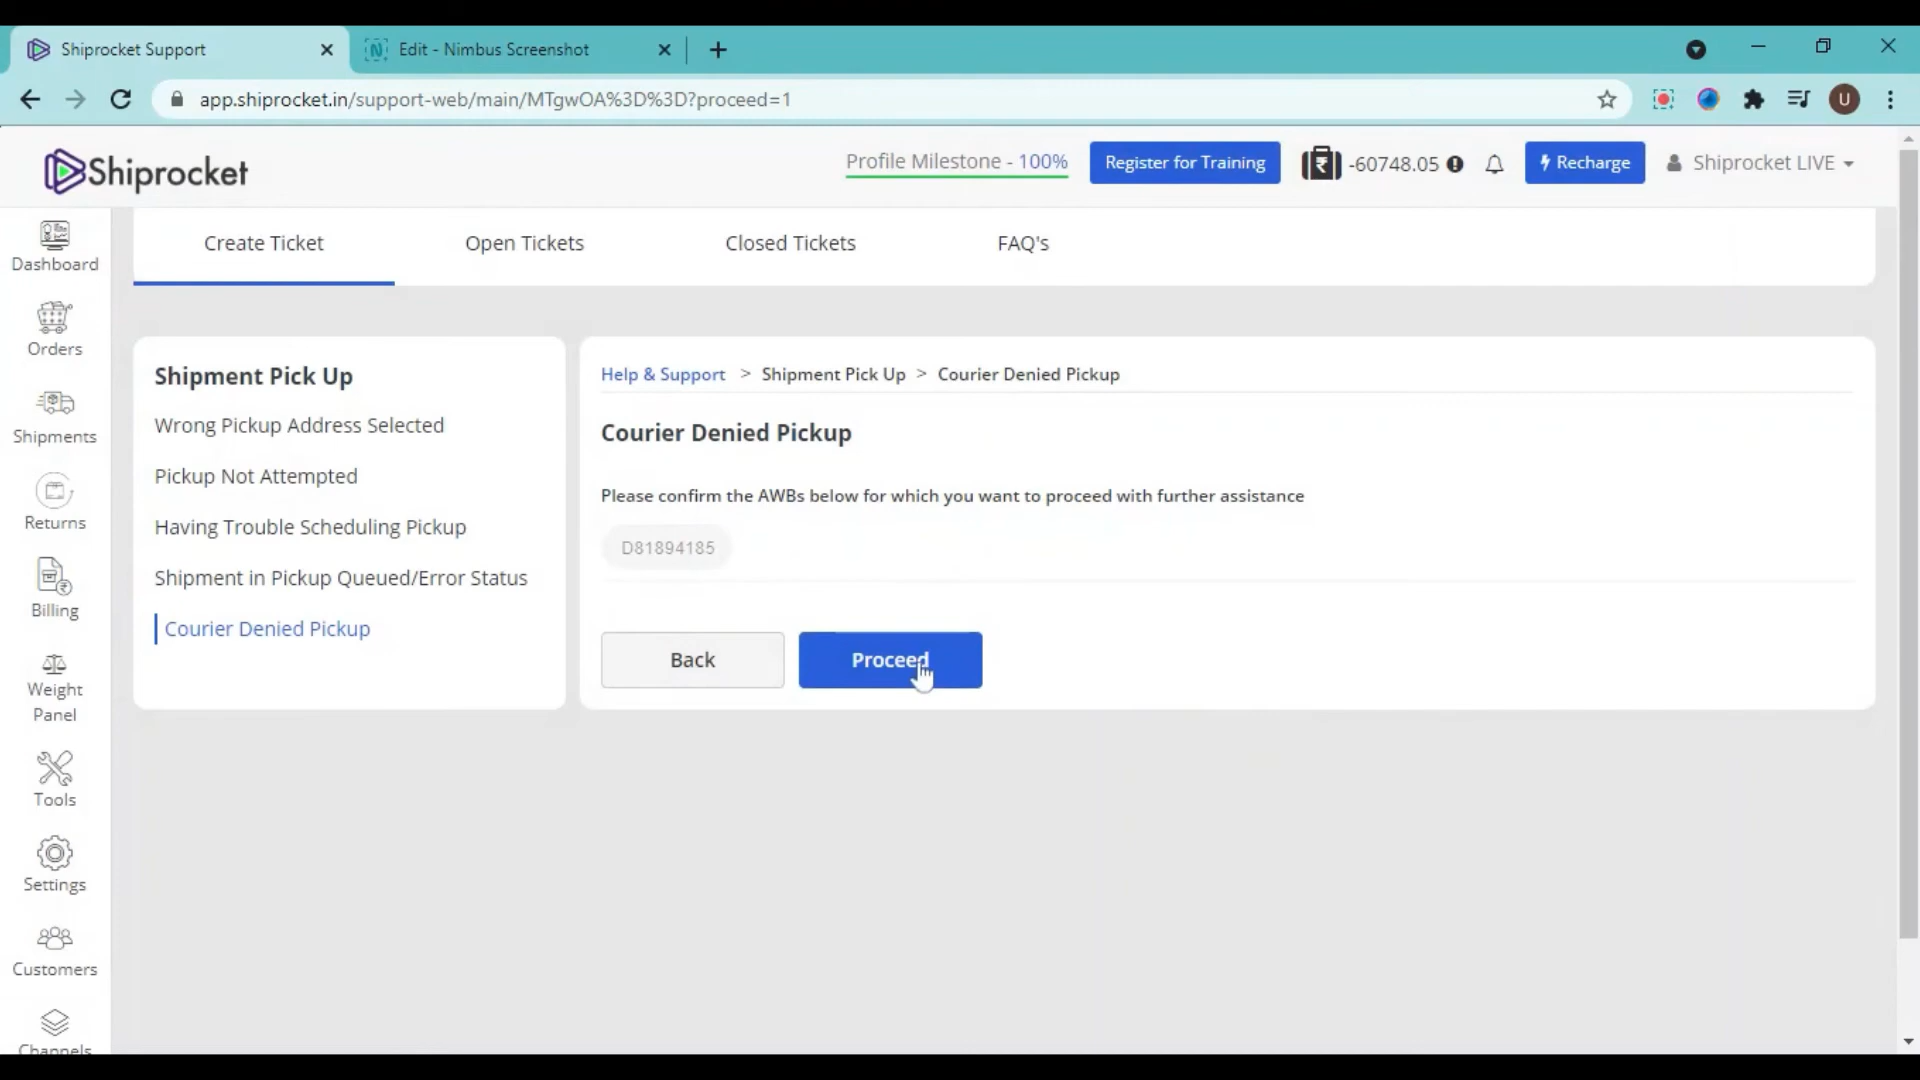 Shiprocket Support
Edit - Nimbus Screenshot
app.shiprocket.in/support-web/main/MTgwOA%3D%3D?proceed=1
U
Shiprocket
Profile Milestone - 100%
Register for Training
-60748.05
Recharge
Shiprocket LIVE
Dashboard
Orders
Shipments
Returns
Billing
Weight
Panel
Tools
Settings
Customers
Channels
Create Ticket
Open Tickets
Closed Tickets
FAQ's
Shipment Pick Up
Wrong Pickup Address Selected
Pickup Not Attempted
Having Trouble Scheduling Pickup
Shipment in Pickup Queued/Error Status
Courier Denied Pickup
Help & Support > Shipment Pick Up > Courier Denied Pickup
Courier Denied Pickup
Please confirm the AWBs below for which you want to proceed with further assistance
D81894185
Back
Proceed